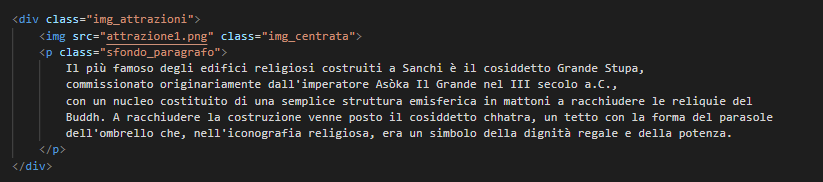 <div class="img_attrazioni">
<img src="attrazione1.png" class="img_centrata">
<p class="sfondo_paragrafo">
Il più famoso degli edifici religiosi costruiti a Sanchi è il cosiddetto Grande Stupa,
commissionato originariamente dall'imperatore Asòka Il Grande nel III secolo a.C.,
con un nucleo costituito di una semplice struttura emisferica in mattoni a racchiudere le reliquie del
Buddh. A racchiudere la costruzione venne posto il cosiddetto chhatra, un tetto con la forma del parasole
dell'ombrello che, nell'iconografia religiosa, era un simbolo della dignità regale e della potenza.
</p>
</div>